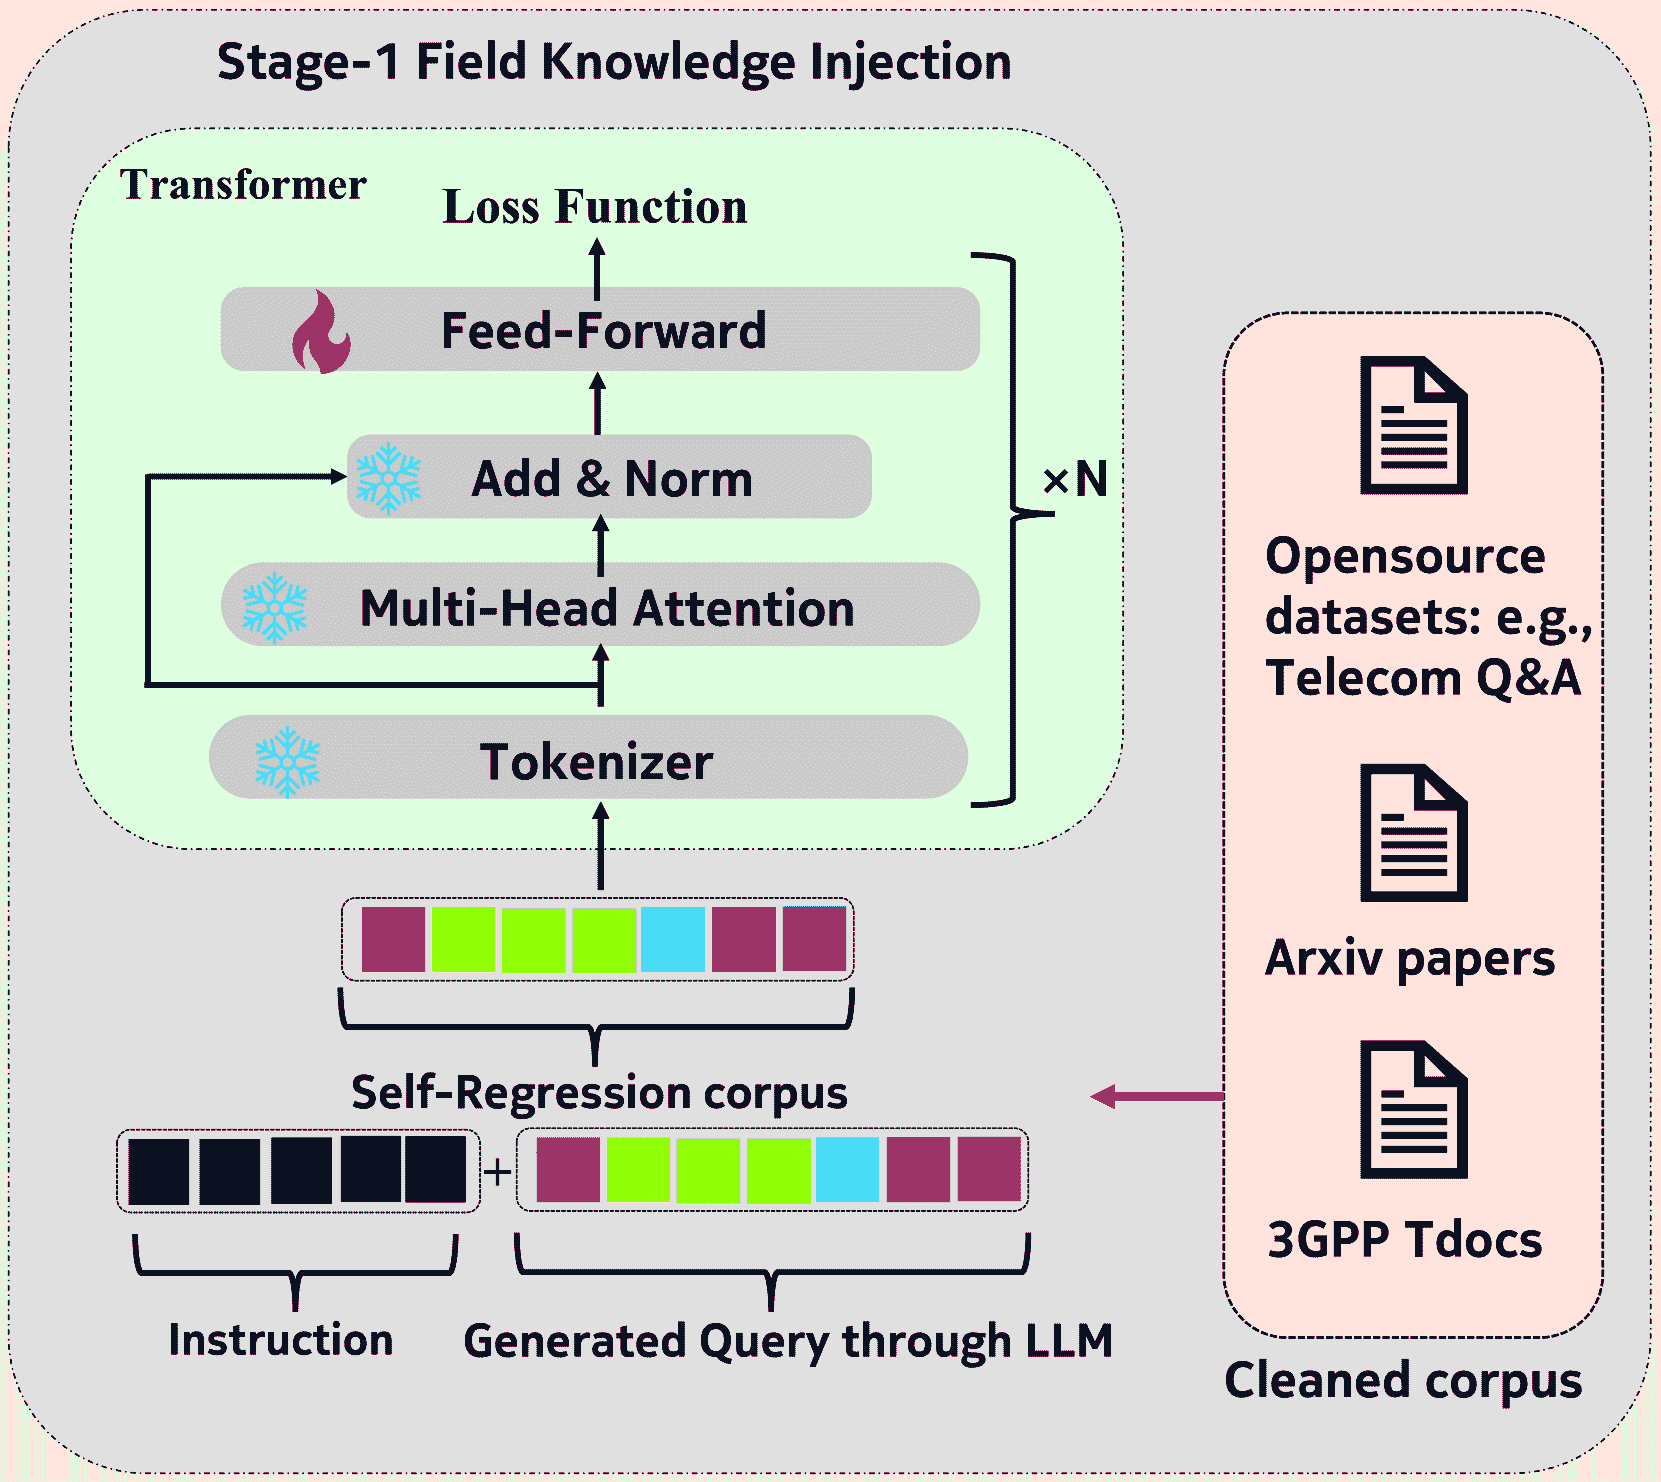 Stage-1 Field Knowledge Injection
Transformer
Loss Function
Feed-Forward
Add & Norm
×N
Multi-Head Attention
Tokenizer
Self-Regression corpus
+
Instruction
Generated Query through LLM
Opensource
datasets: e.g.,
Telecom Q&A
Arxiv papers
3GPP Tdocs
Cleaned corpus